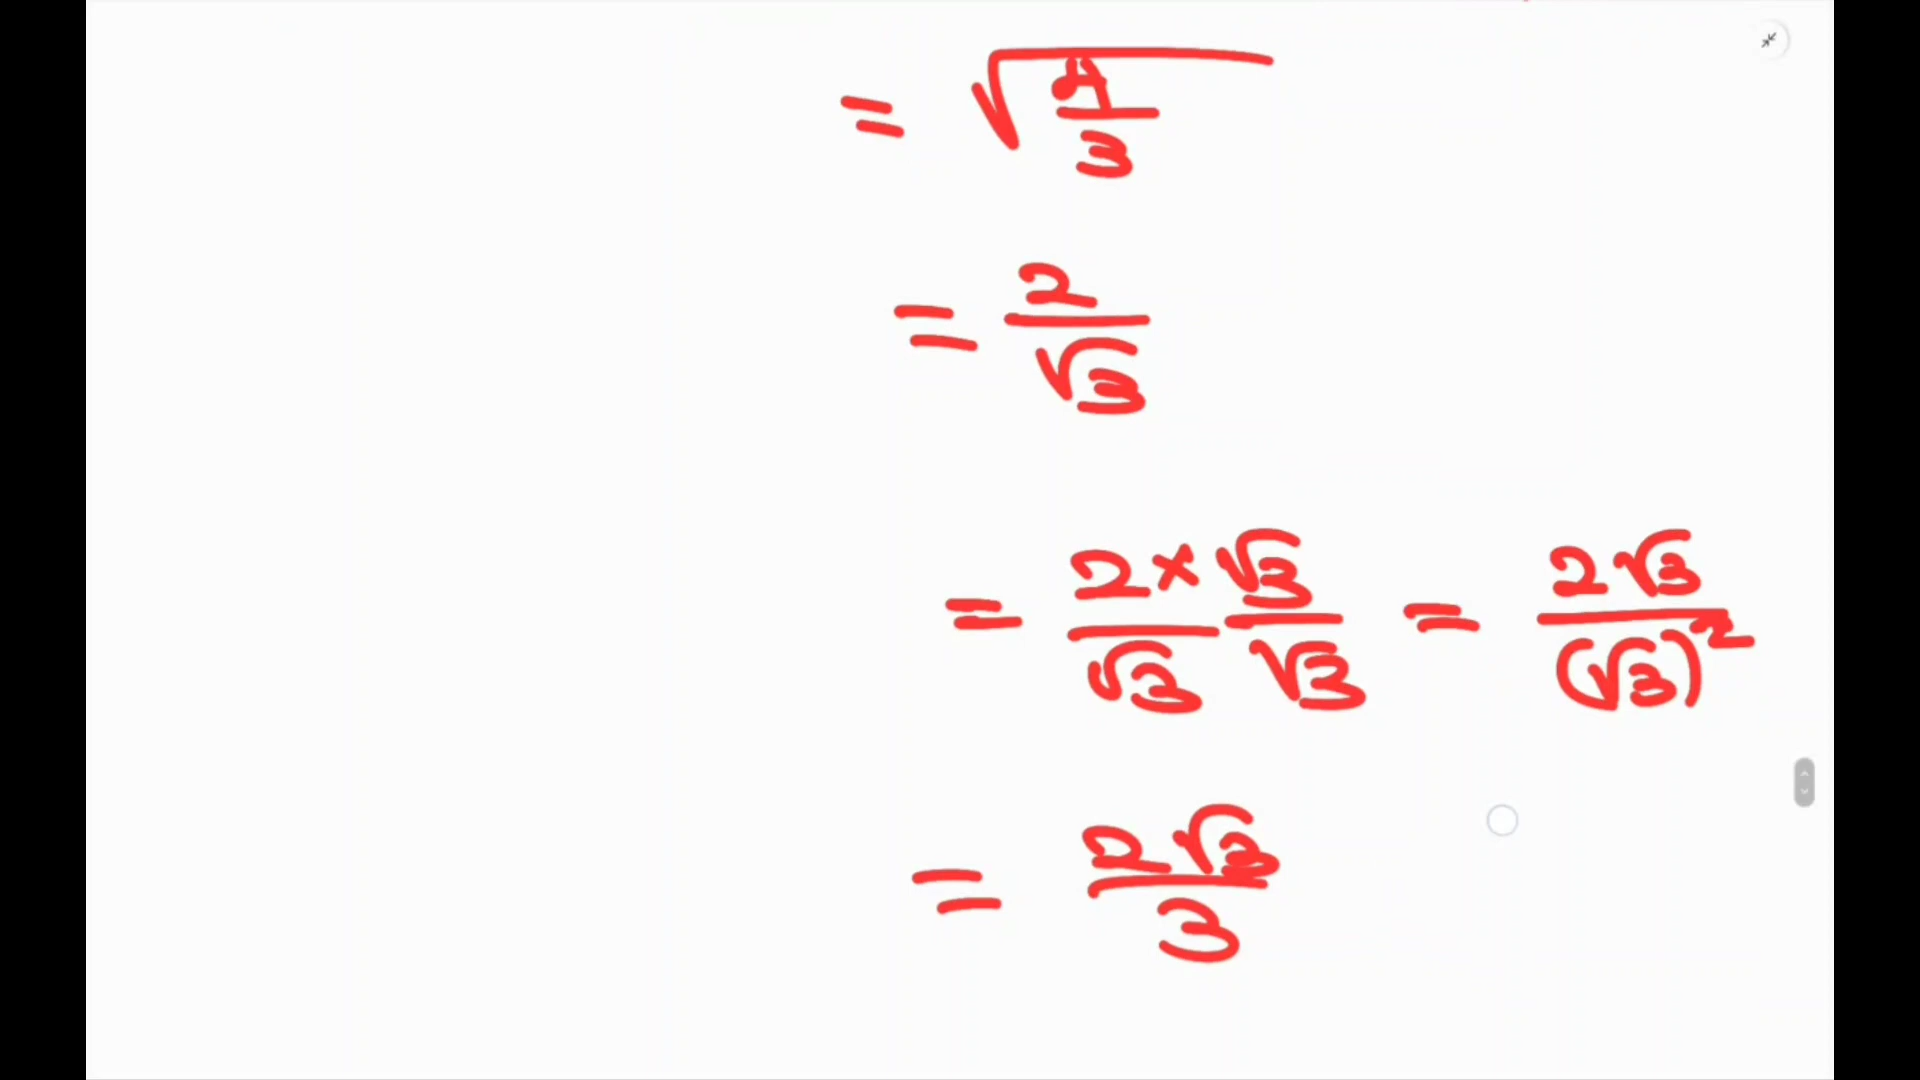 = √(4/3)
= 2/√3
= (2 × √3)/(√3 √3) = 2√3/(√3)²
= 2√3/3